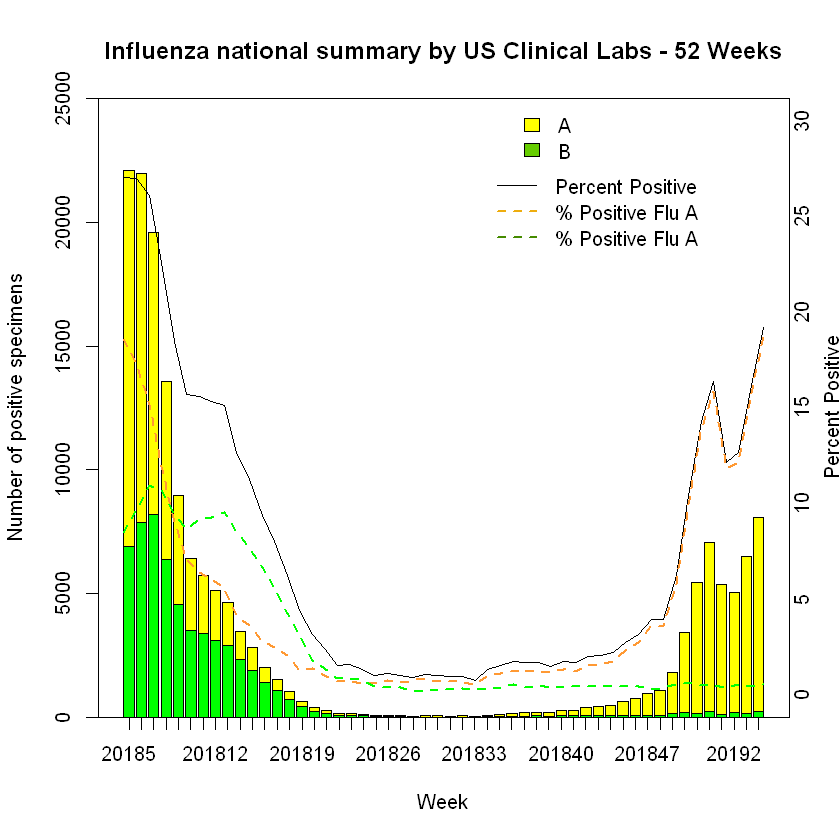 Influenza national summary by US Clinical Labs - 52 Weeks
25000
20000
15000
10000
5000
0
Number of positive specimens
A
B
Percent Positive
% Positive Flu A
% Positive Flu A
30
25
20
15
10
5
0
Percent Positive
20185
201812
201819
201826
201833
201840
201847
20192
Week